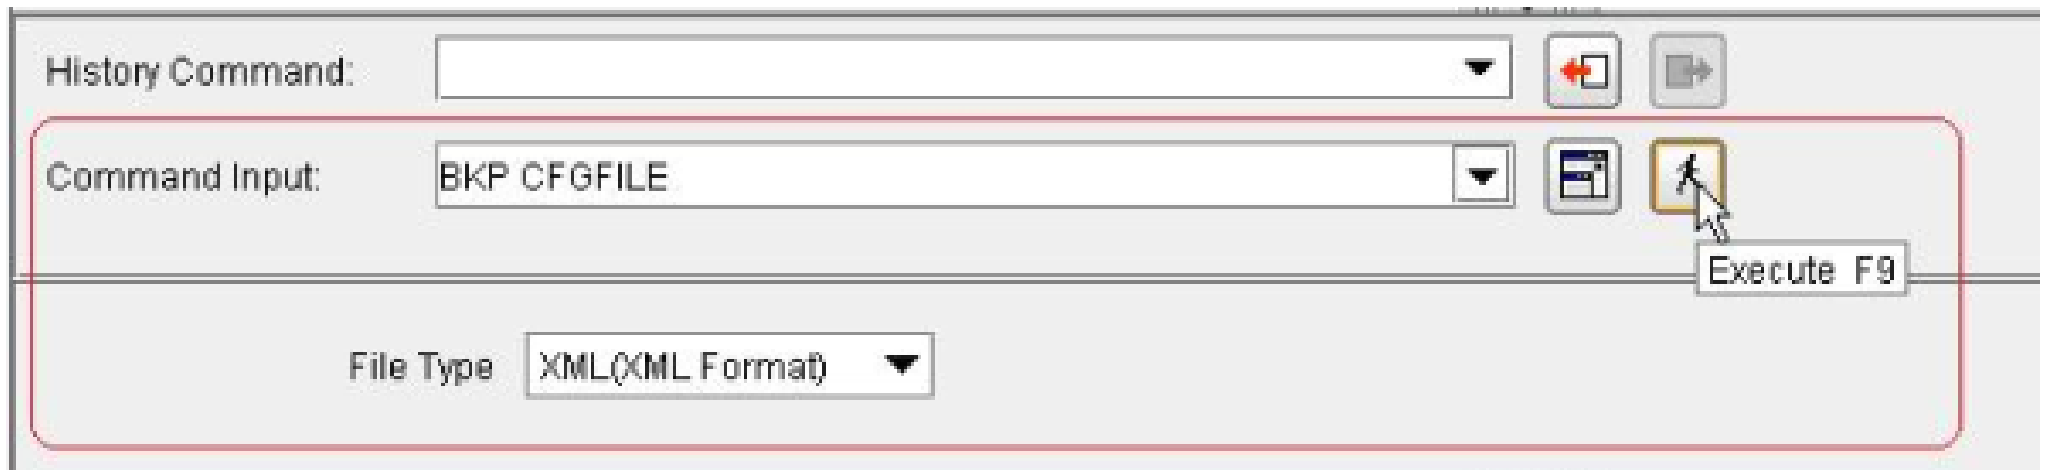 History Command:
Command Input: BKP CFGFILE
Execute F9
File Type XML(XML Format)